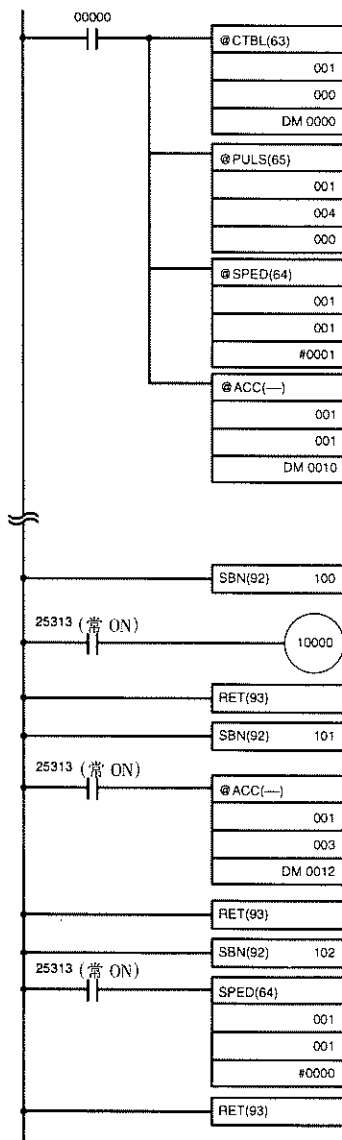 00000
@CTBL(63)
001
000
DM 0000
@PULS(65)
001
004
000
@SPED(64)
001
001
#0001
@ACC(—)
001
001
DM 0010
SBN(92) 100
25313 (常 ON)
10000
RET(93)
SBN(92) 101
25313 (常 ON)
@ACC(—)
001
003
DM 0012
RET(93)
SBN(92) 102
25313 (常 ON)
SPED(64)
001
001
#0000
RET(93)